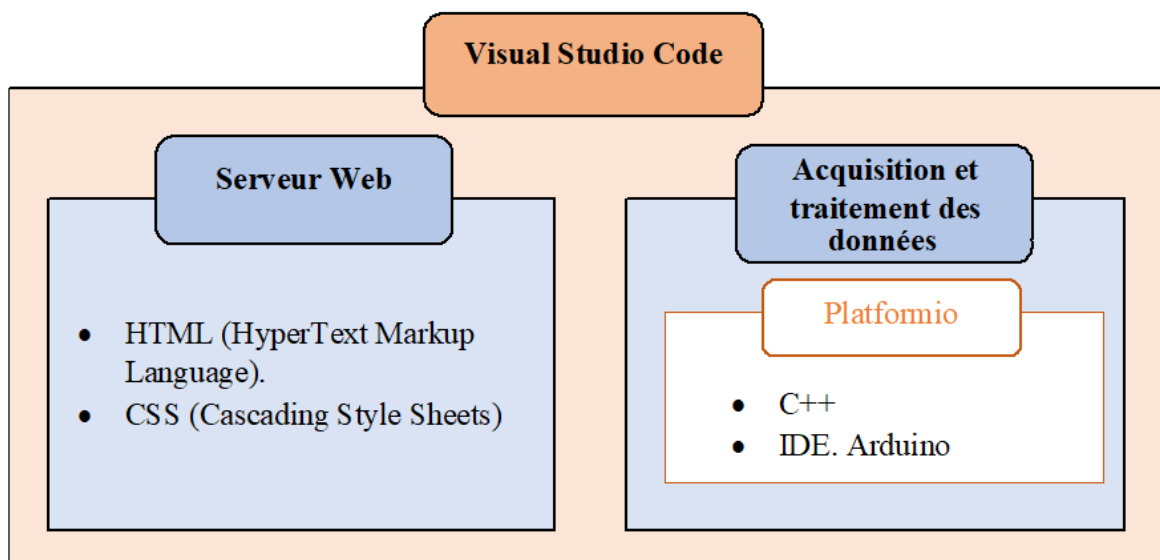 Visual Studio Code
Serveur Web
• HTML (HyperText Markup
Language).
• CSS (Cascading Style Sheets)
Acquisition et
traitement des
données
Platformio
• C++
• IDE. Arduino